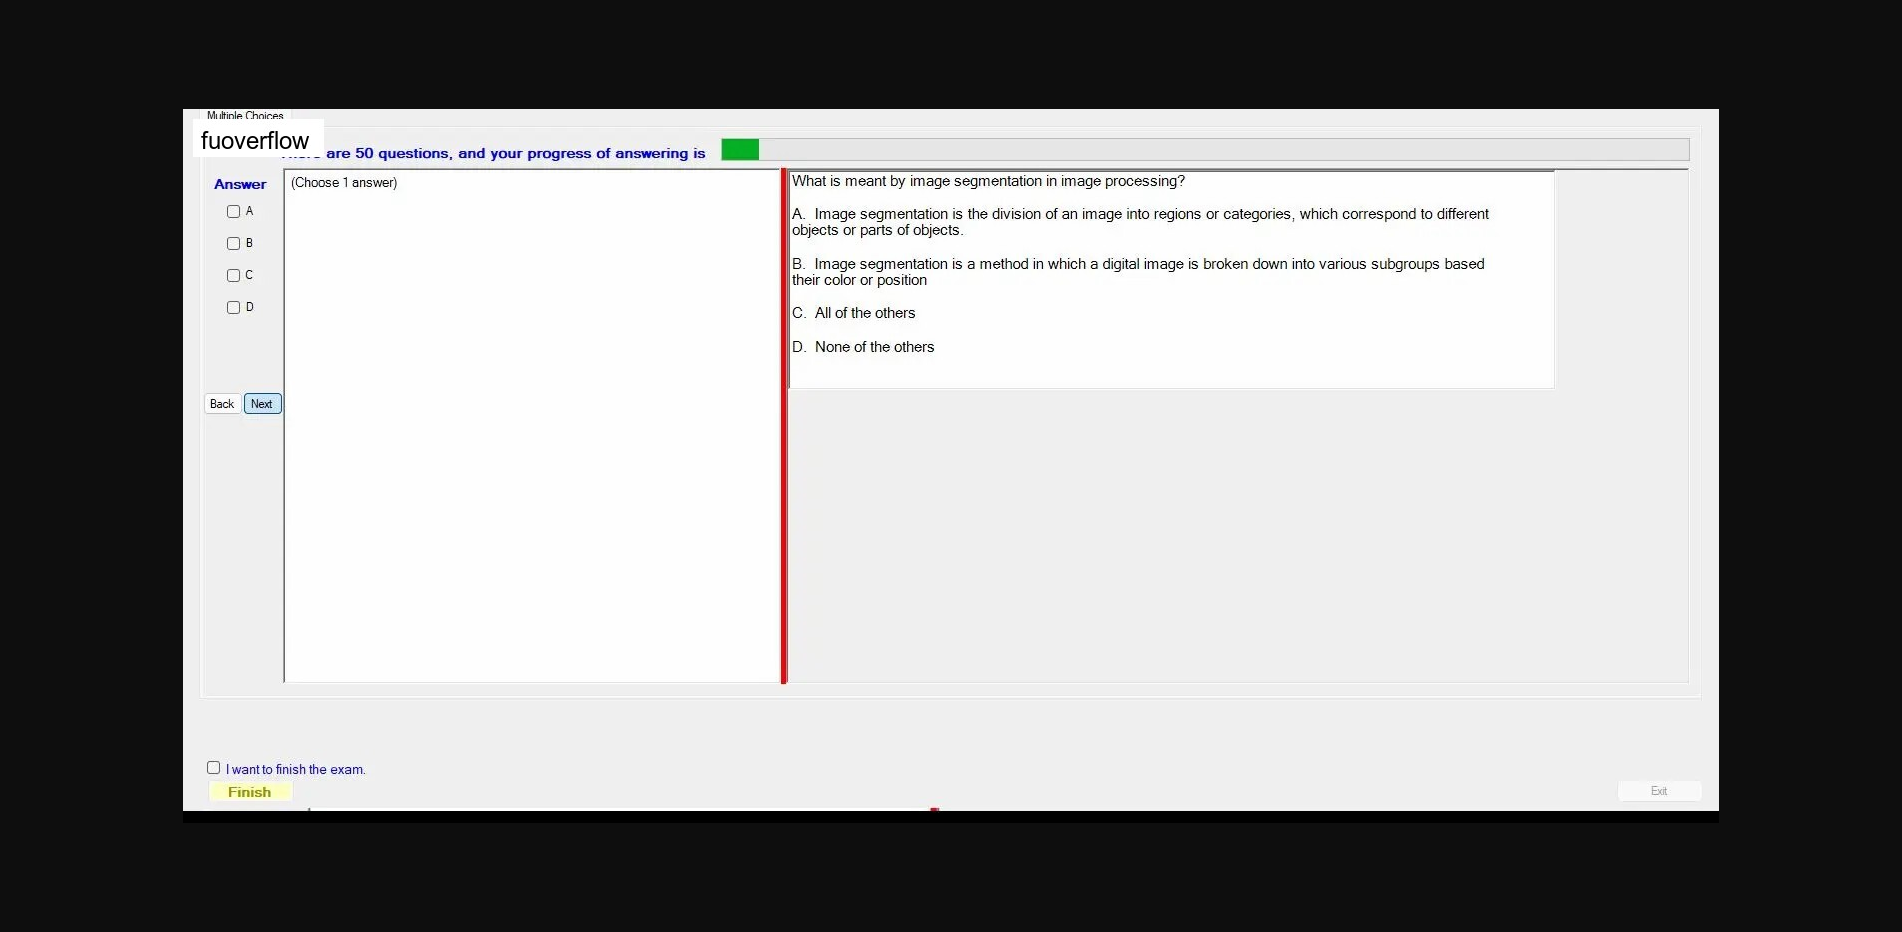 Multiple Choices
fuoverflow
are 50 questions, and your progress of answering is
Answer
(Choose 1 answer)
A
B
C
D
Back Next
What is meant by image segmentation in image processing?
A. Image segmentation is the division of an image into regions or categories, which correspond to different
objects or parts of objects.
B. Image segmentation is a method in which a digital image is broken down into various subgroups based
their color or position
C. All of the others
D. None of the others
I want to finish the exam.
Finish
Exit